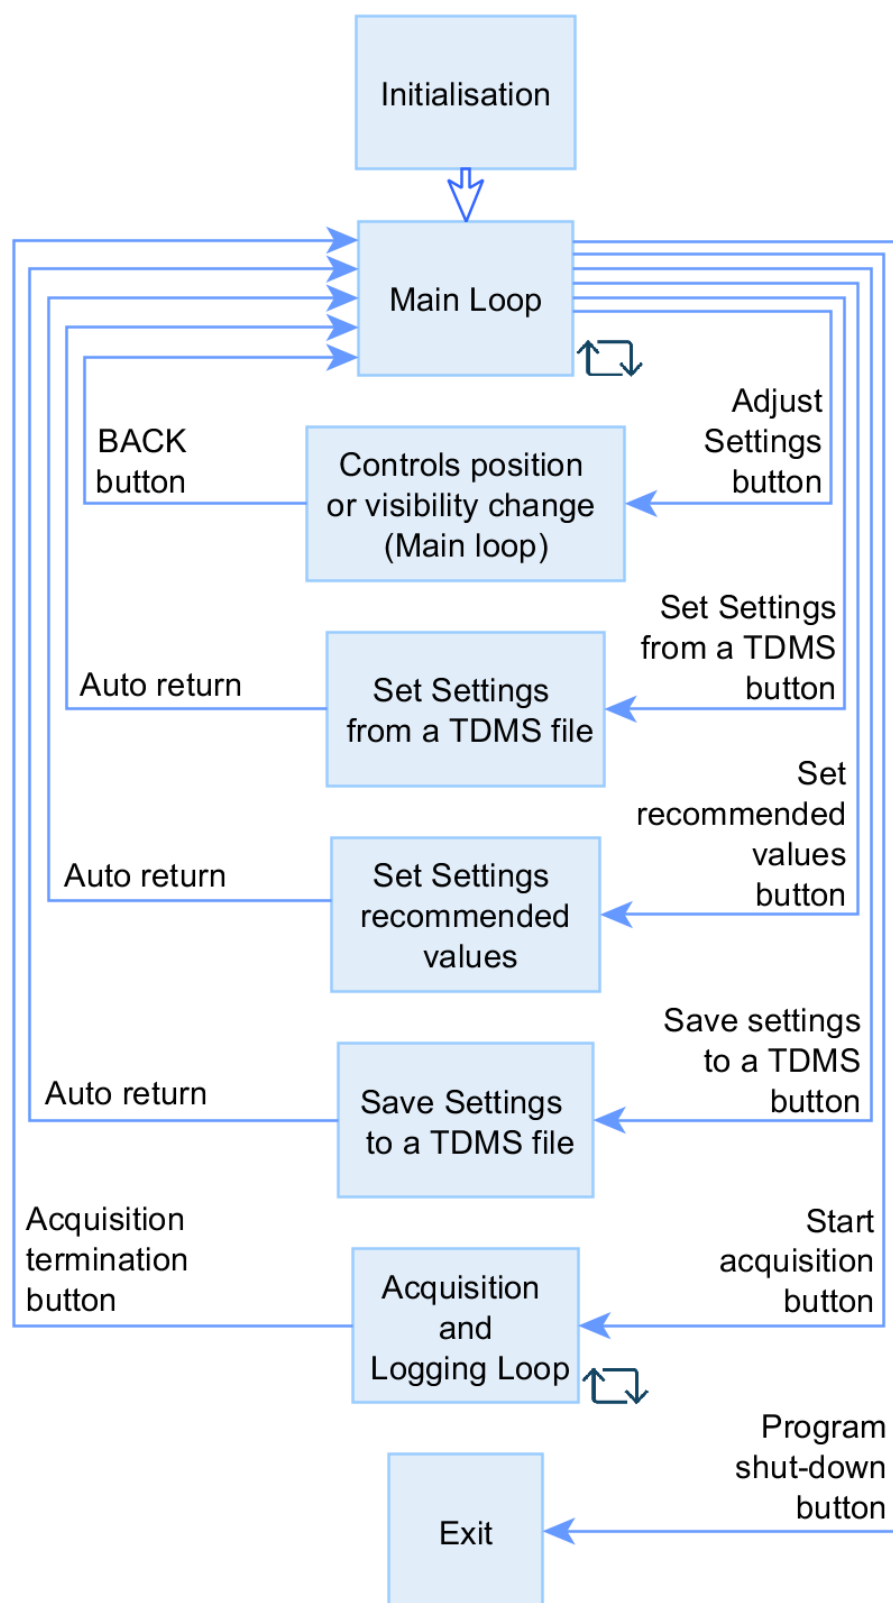 Initialisation
Main Loop
Adjust
Settings
button
BACK
button
Controls position
or visibility change
(Main loop)
Set Settings
from a TDMS
button
Auto return
Set Settings
from a TDMS file
Set
recommended
values
button
Auto return
Set Settings
recommended
values
Save settings
to a TDMS
button
Auto return
Save Settings
to a TDMS file
Acquisition
termination
button
Start
acquisition
button
Acquisition
and
Logging Loop
Program
shut-down
button
Exit